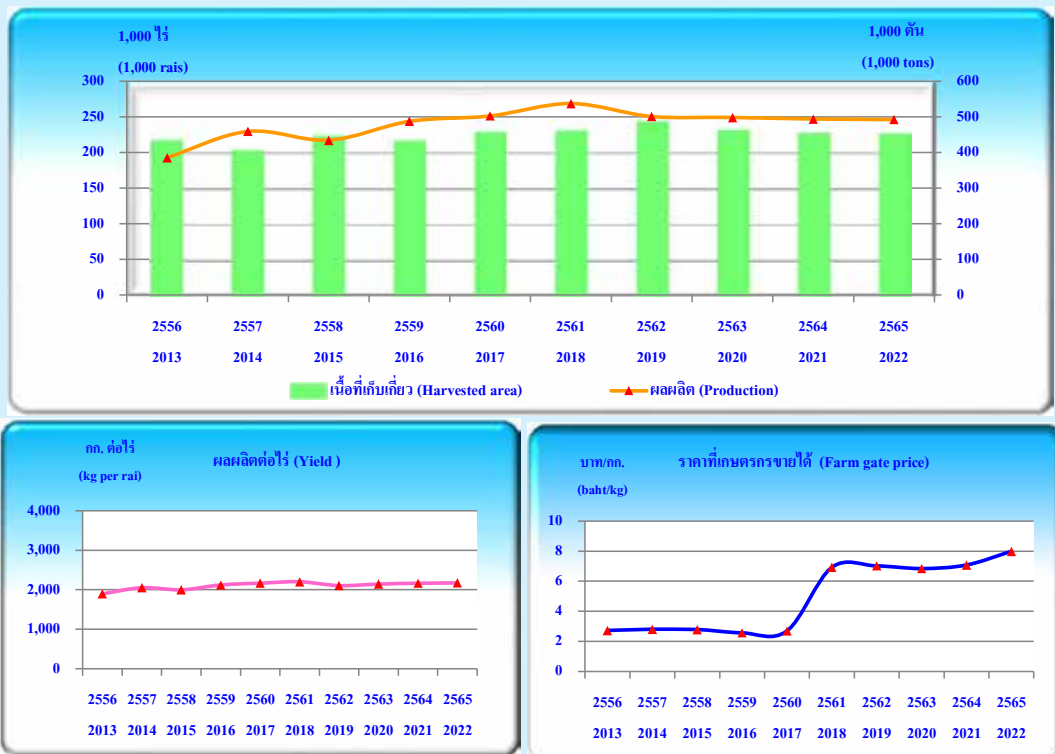 1,000 ไร่
(1,000 rais)
1,000 ตัน
(1,000 tons)
300
250
200
150
100
50
0
600
500
400
300
200
100
0
2556 2557 2558 2559 2560 2561 2562 2563 2564 2565
2013 2014 2015 2016 2017 2018 2019 2020 2021 2022
เนื้อที่เก็บเกี่ยว (Harvested area) ผลผลิต (Production)
กก. ต่อไร่
(kg per rai)
ผลผลิตต่อไร่ (Yield )
4,000
3,000
2,000
1,000
0
2556 2557 2558 2559 2560 2561 2562 2563 2564 2565
2013 2014 2015 2016 2017 2018 2019 2020 2021 2022
บาท/กก.
(baht/kg)
ราคาที่เกษตรกรขายได้ (Farm gate price)
10
8
6
4
2
0
2556 2557 2558 2559 2560 2561 2562 2563 2564 2565
2013 2014 2015 2016 2017 2018 2019 2020 2021 2022